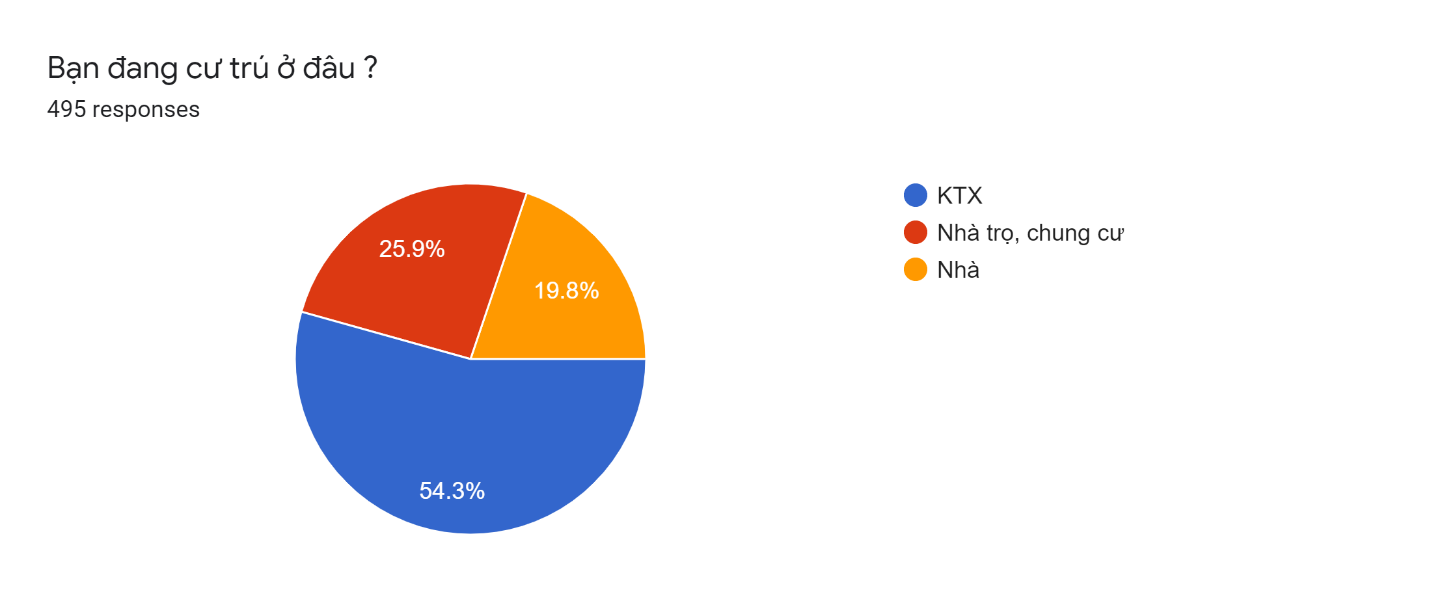 Bạn đang cư trú ở đâu ?
495 responses
25.9%
19.8%
54.3%
KTX
Nhà trọ, chung cư
Nhà